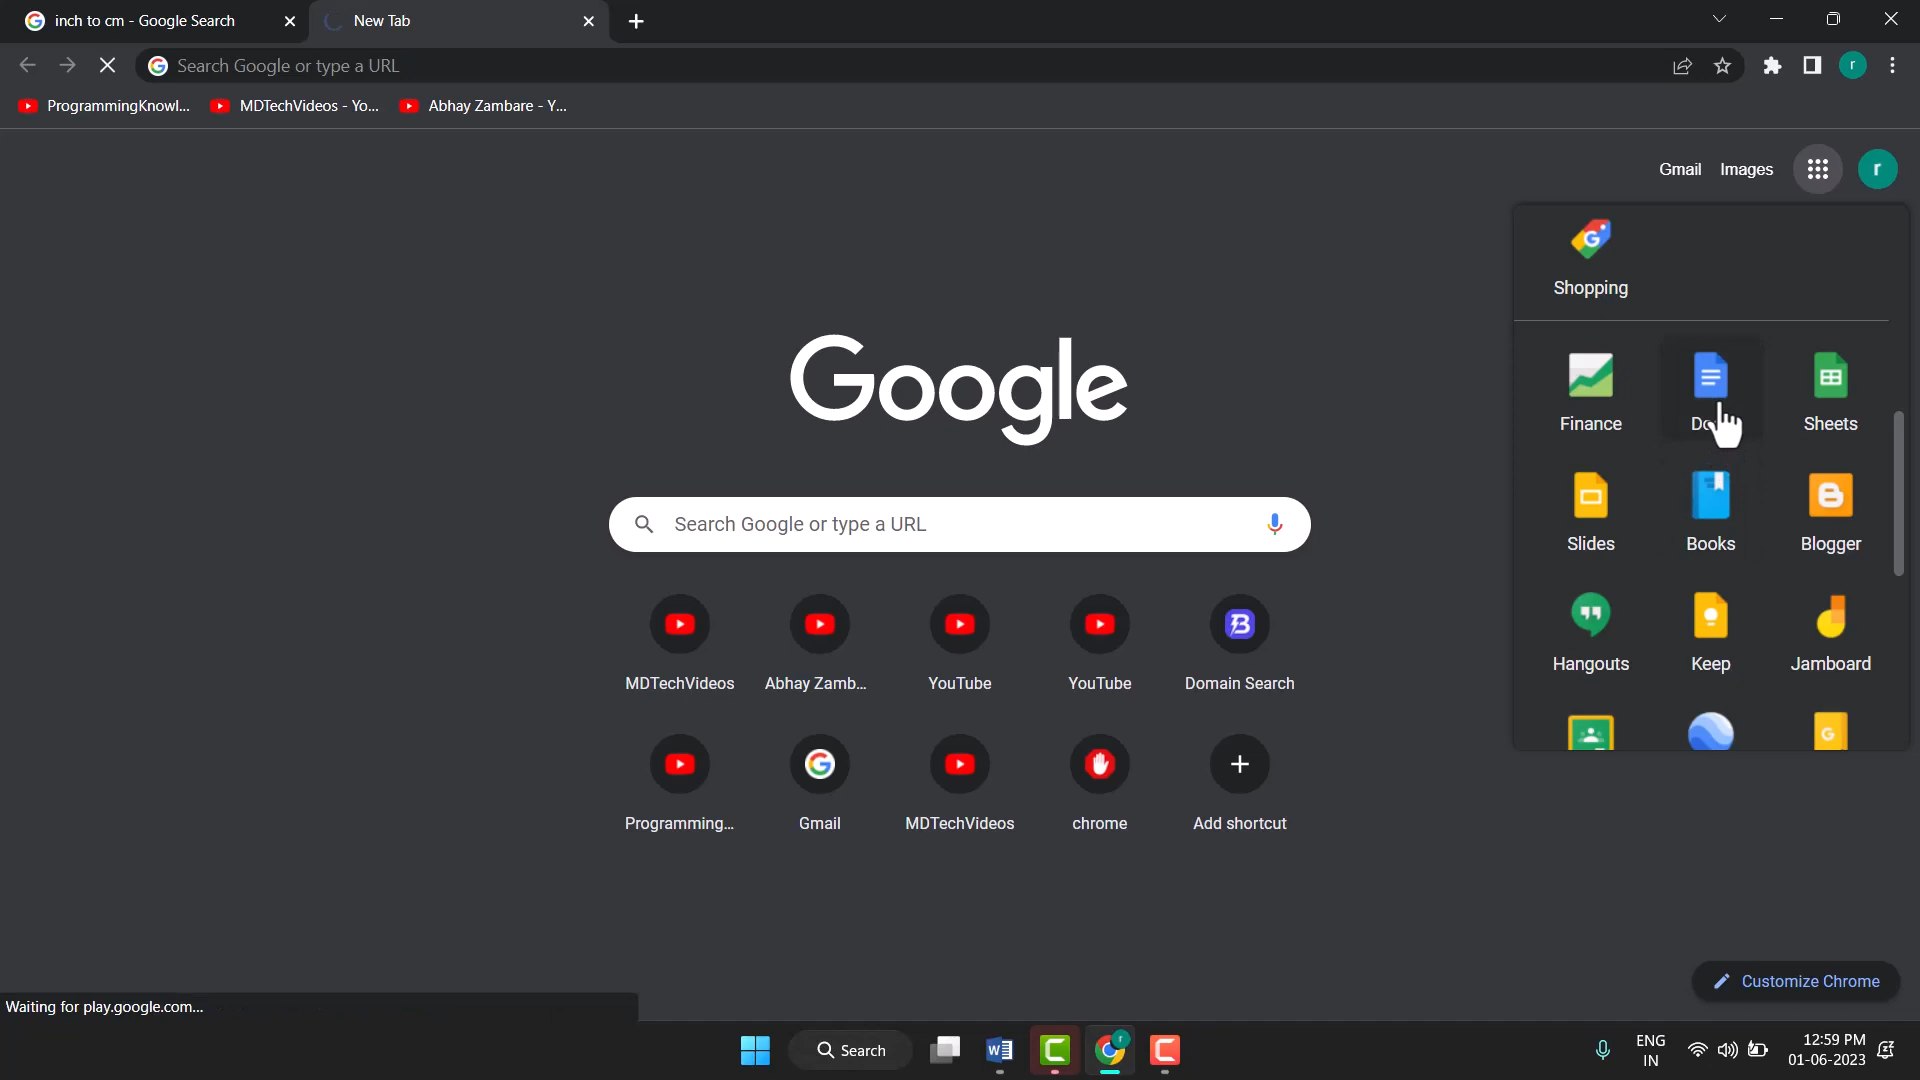 inch to cm - Google Search
New Tab
Search Google or type a URL
r
ProgrammingKnowl...
MDTechVideos - Yo...
Abhay Zambare - Y...
Gmail
Images
r
Shopping
Google
Finance
Sheets
Search Google or type a URL
Slides
Books
Blogger
Hangouts
Keep
Jamboard
MDTechVideos
Abhay Zamb...
YouTube
YouTube
Domain Search
Programming...
Gmail
MDTechVideos
chrome
Add shortcut
Customize Chrome
Waiting for play.google.com...
Search
ENG
IN
12:59 PM
01-06-2023